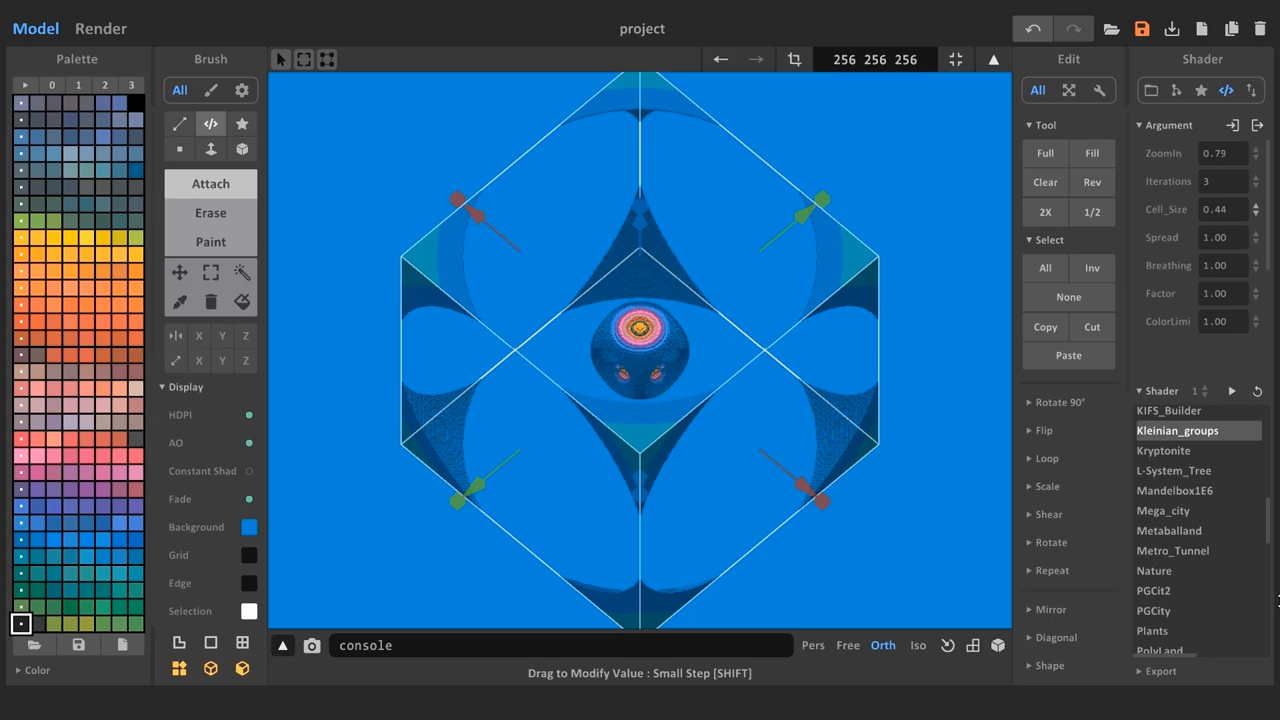 Model Render project
Palette Brush 256 256 256 Edit Shader
0 1 2 3
All
All
Tool
Argument
Full Fill
ZoomIn 0.79
Clear Rev
Iterations 3
Attach
2X 1/2
Cell_Size 0.44
Erase
Select
Spread 1.00
Paint
All Inv
Breathing 1.00
None
Factor 1.00
Copy Cut
ColorLimi 1.00
X Y Z
Paste
X Y Z
Display
Shader 1
Rotate 90°
KIFS_Builder
HDPI
Flip
Kleinian_groups
AO
Loop
Kryptonite
Constant Shad
Scale
L-System_Tree
Fade
Mandelbox1E6
Background
Shear
Mega_city
Grid
Rotate
Metaballand
Edge
Repeat
Metro_Tunnel
Selection
Nature
PGCit2
Mirror
PGCity
Diagonal
Plants
Shape
PolyLand
console
Pers Free Orth Iso
Color
Drag to Modify Value : Small Step [SHIFT]
Export